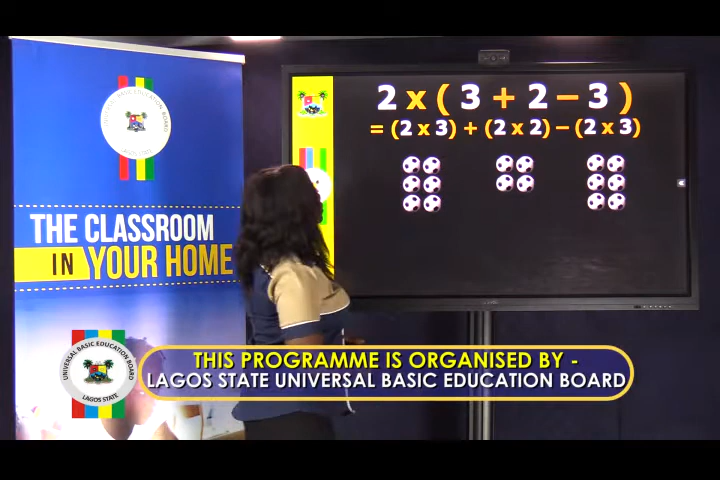 2 x ( 3 + 2 - 3 )
= (2 x 3) + (2 x 2) - (2 x 3)
THE CLASSROOM
IN YOUR HOME
THIS PROGRAMME IS ORGANISED BY -
LAGOS STATE UNIVERSAL BASIC EDUCATION BOARD
UNIVERSAL BASIC EDUCATION BOARD
LAGOS STATE